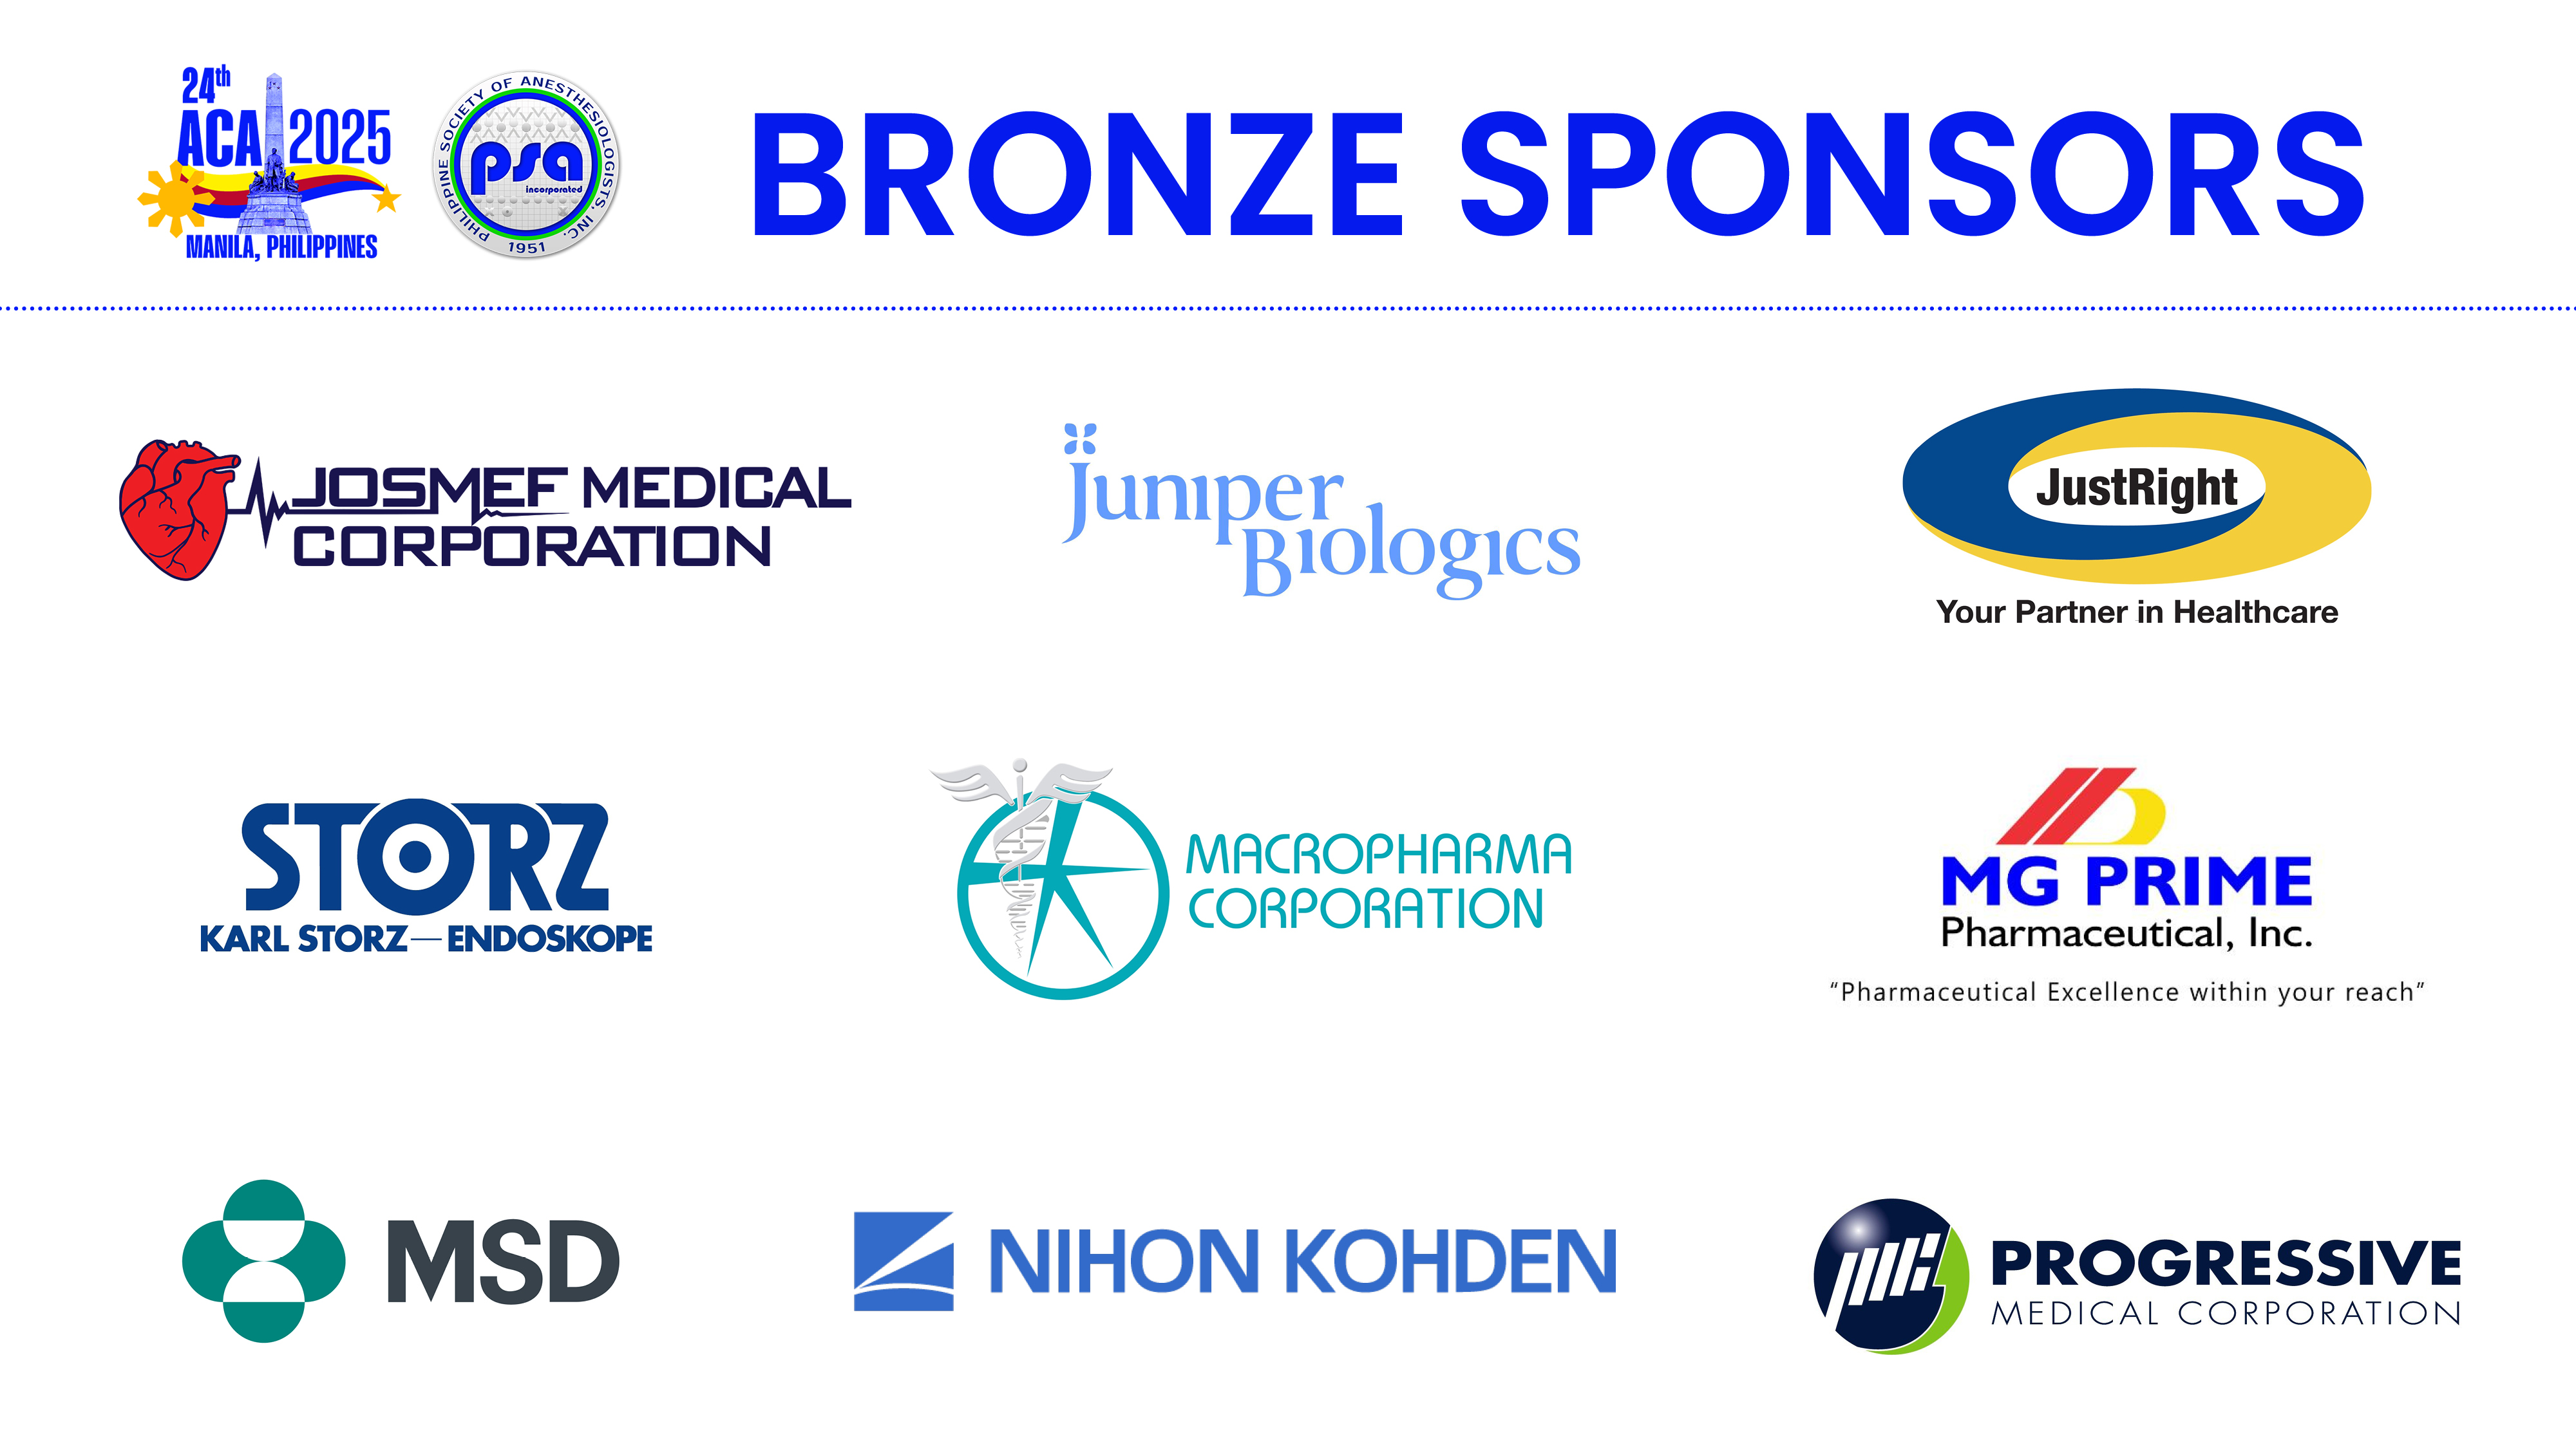 24th
ACA 2025
MANILA, PHILIPPINES
PHILIPPINE SOCIETY OF ANESTHESIOLOGISTS, INC.
psa
incorporated
1951
BRONZE SPONSORS
JOSMEF MEDICAL
CORPORATION
Juniper
Biologics
JustRight
Your Partner in Healthcare
STORZ
KARL STORZ—ENDOSKOPE
MACROPHARMA
CORPORATION
MG PRIME
Pharmaceutical, Inc.
“Pharmaceutical Excellence within your reach”
MSD
NIHON KOHDEN
PMC
PROGRESSIVE
MEDICAL CORPORATION